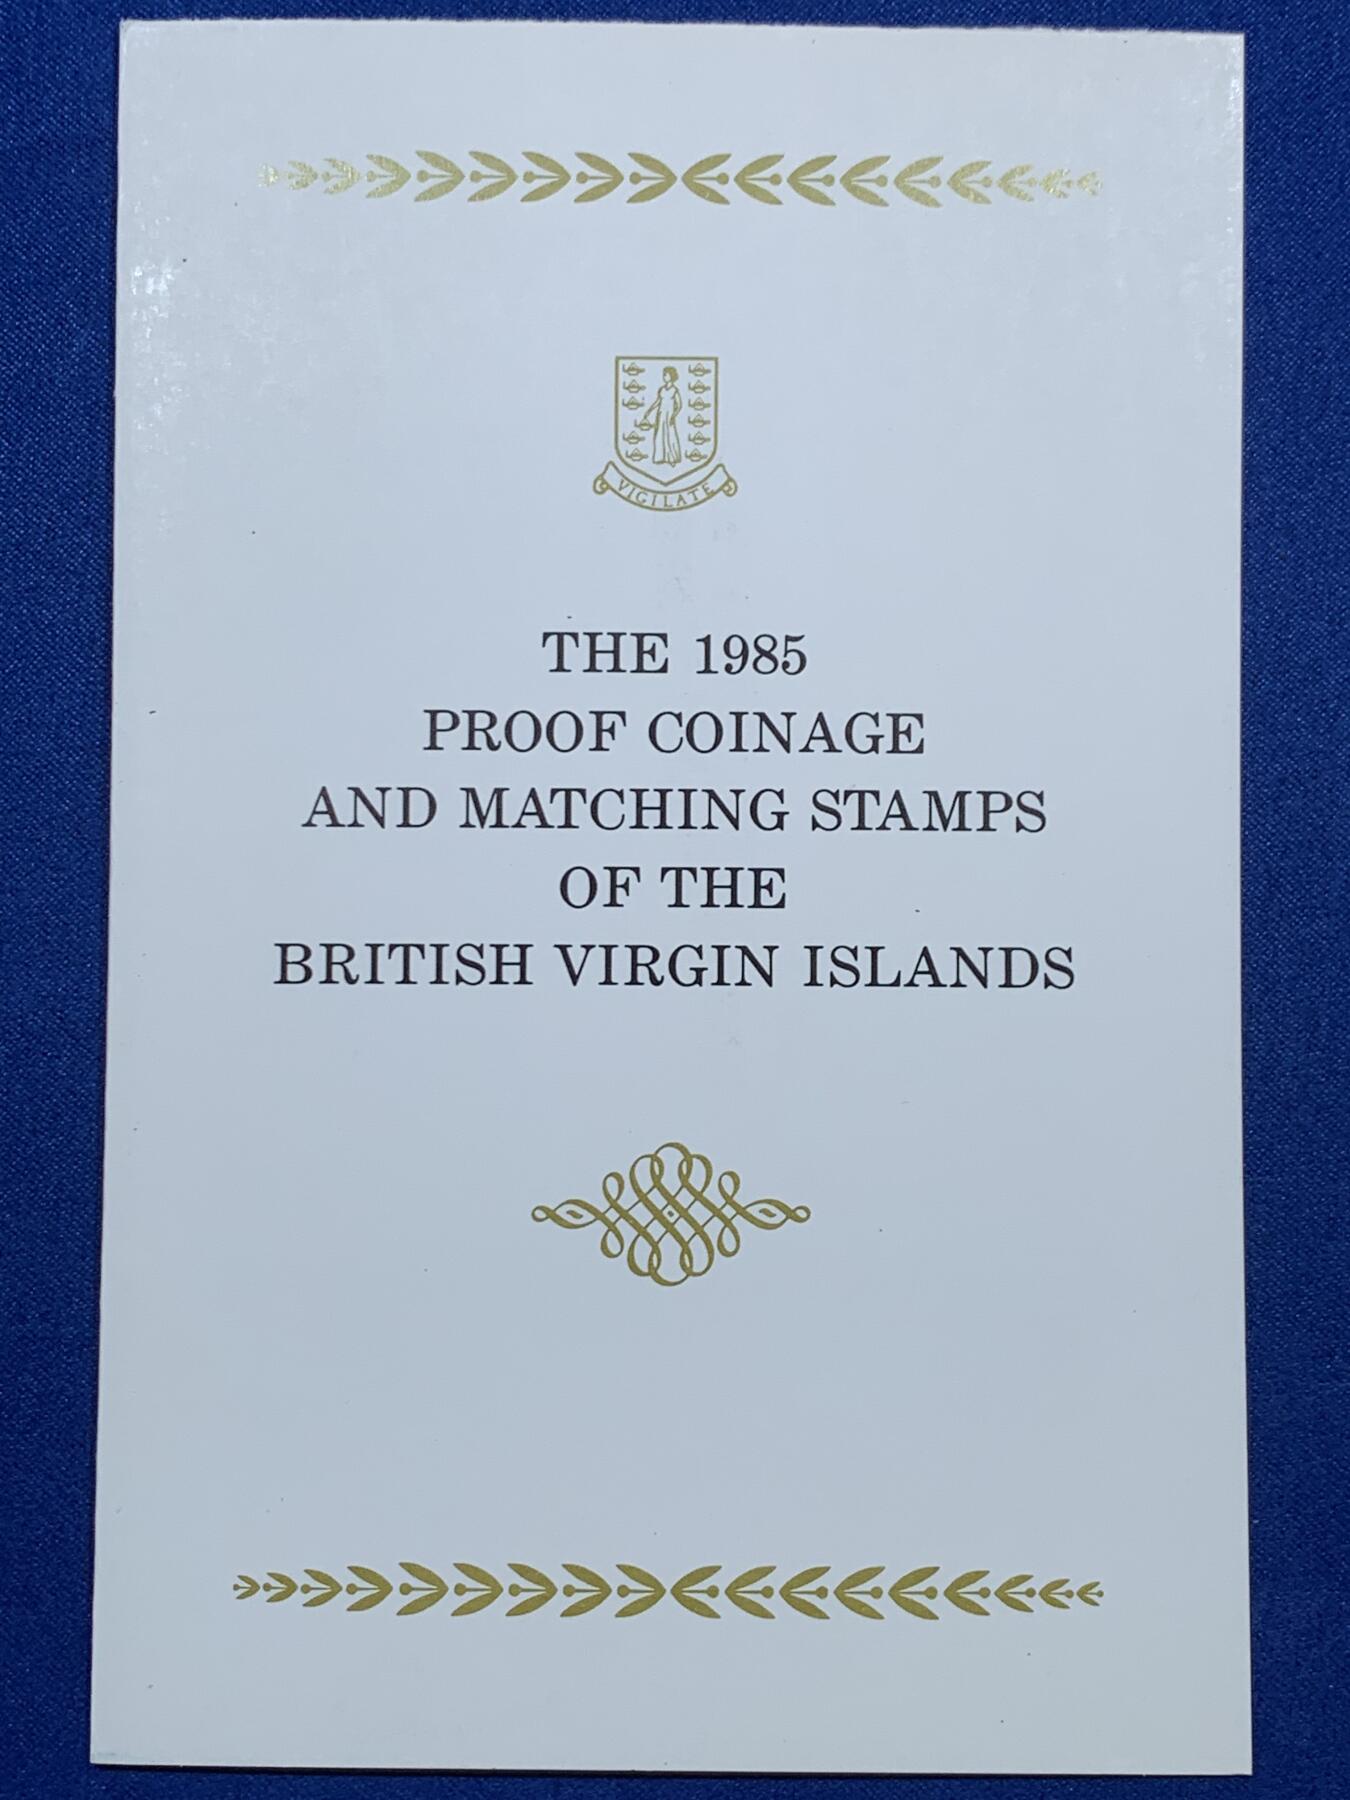 VIGILATE
THE 1985
PROOF COINAGE
AND MATCHING STAMPS
OF THE
BRITISH VIRGIN ISLANDS